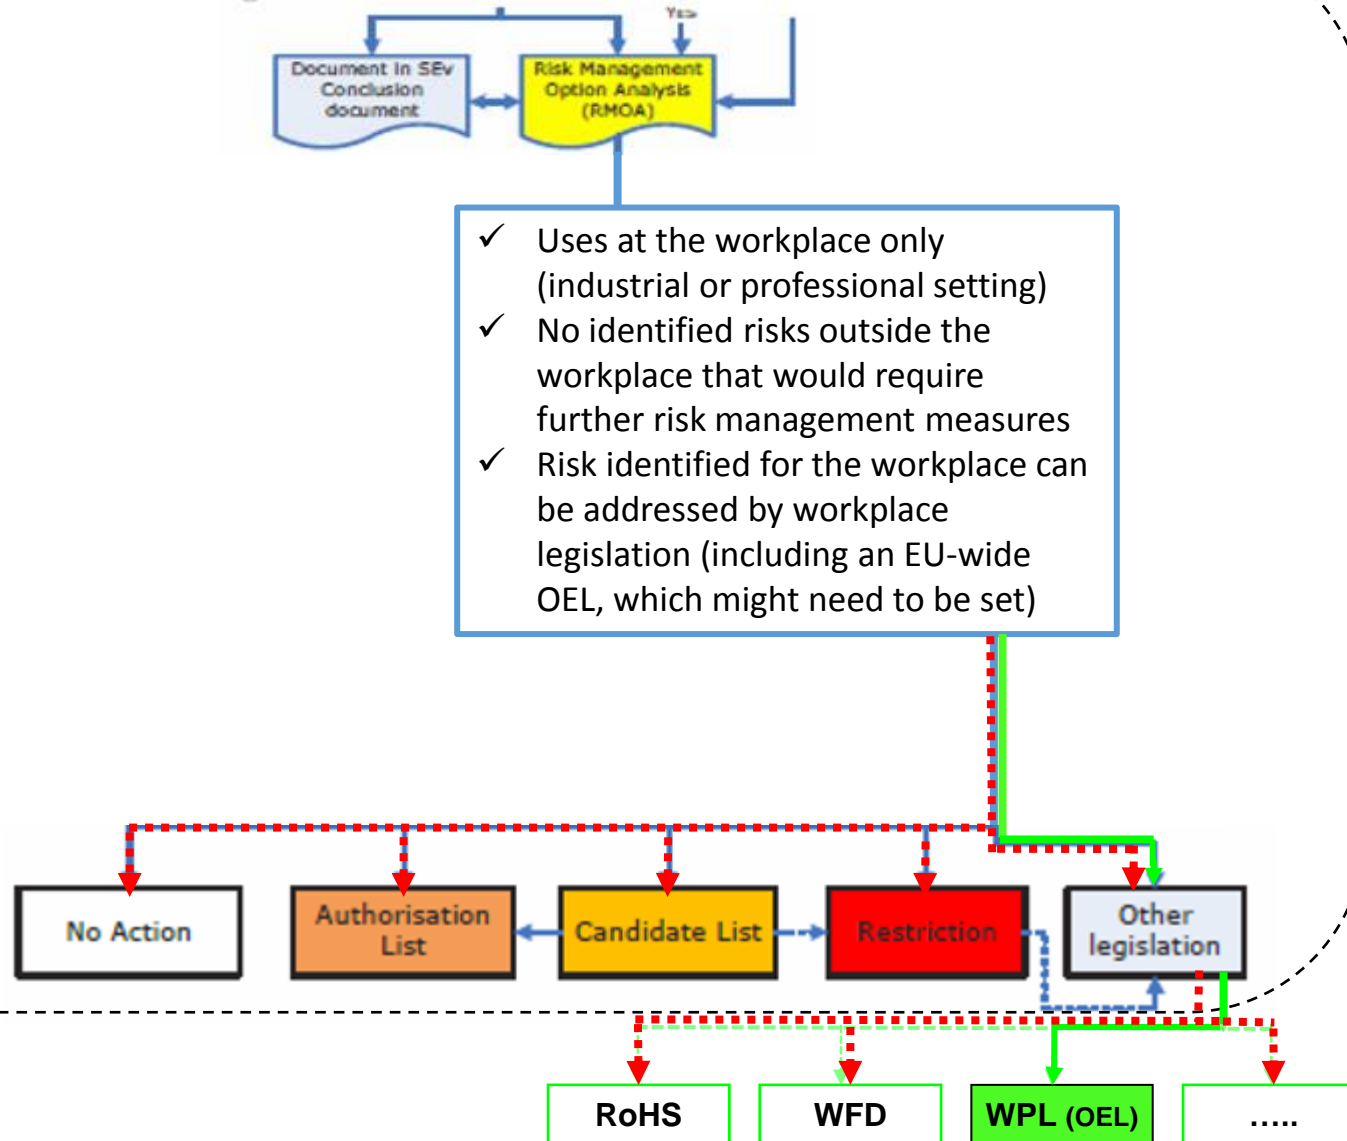 Yes
Document in SEv
Conclusion
document
Risk Management
Option Analysis
(RMOA)
✓ Uses at the workplace only
(industrial or professional setting)
✓ No identified risks outside the
workplace that would require
further risk management measures
✓ Risk identified for the workplace can
be addressed by workplace
legislation (including an EU-wide
OEL, which might need to be set)
No Action
Authorisation
List
Candidate List
Restriction
Other
legislation
RoHS
WFD
WPL (OEL)
.....